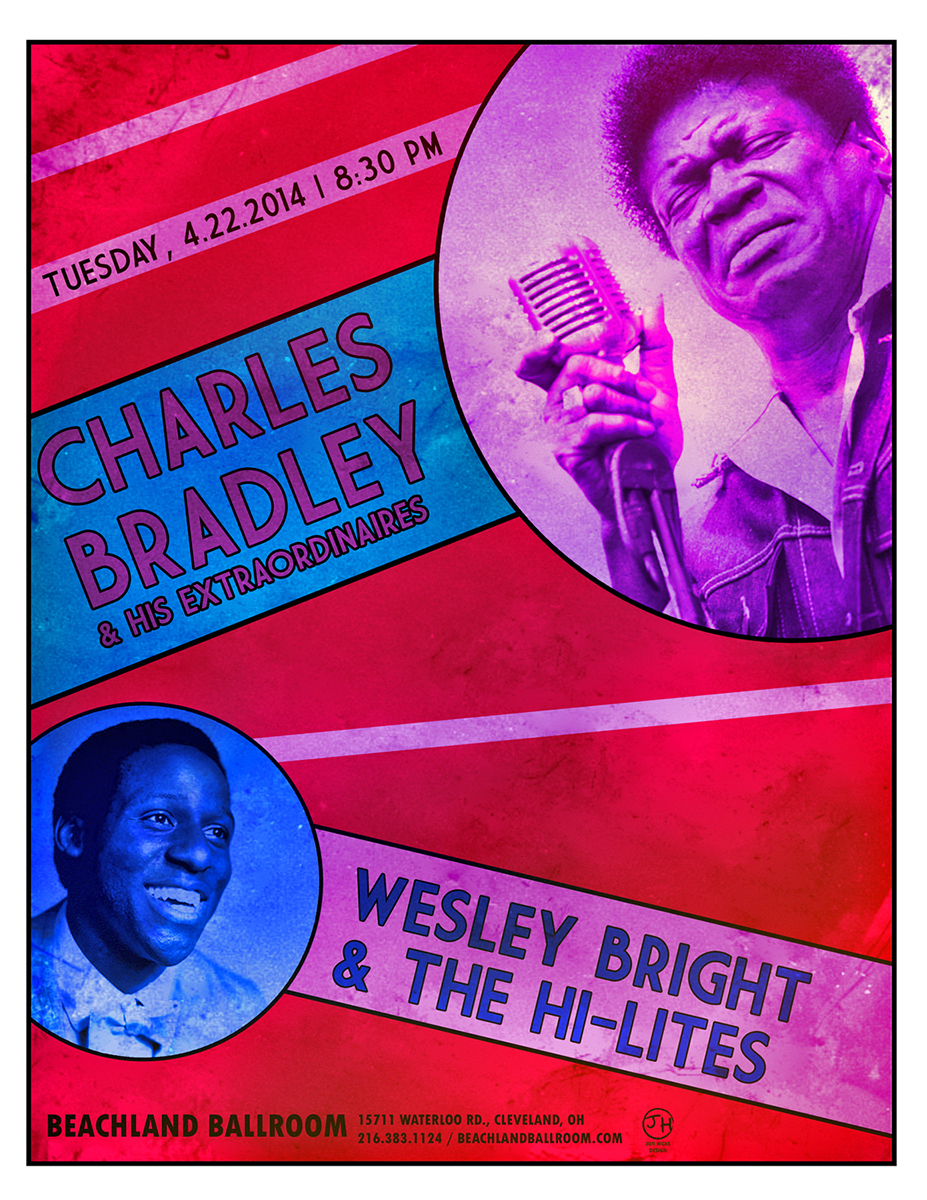 TUESDAY, 4.22.2014 | 8:30 PM
CHARLES
BRADLEY
& HIS EXTRAORDINAIRES
WESLEY BRIGHT
& THE HI-LITES
BEACHLAND BALLROOM
15711 WATERLOO RD., CLEVELAND, OH
216.383.1124 / BEACHLANDBALLROOM.COM
JH
DESIGN